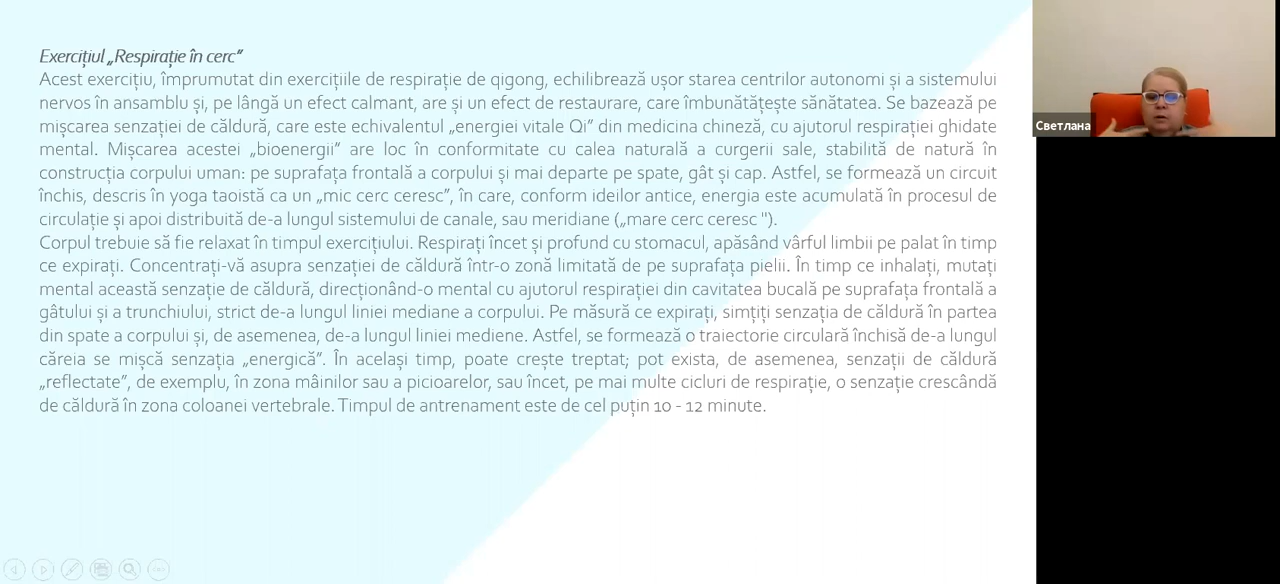 Exercițiul „Respirație în cerc”
Acest exercițiu, împrumutat din exercițiile de respirație de qigong, echilibrează ușor starea centrilor autonomi și a sistemului
nervos în ansamblu și, pe lângă un efect calmant, are și un efect de restaurare, care îmbunătățește sănătatea. Se bazează pe
mișcarea senzației de căldură, care este echivalentul „energiei vitale Qi” din medicina chineză, cu ajutorul respirației ghidate
mental. Mișcarea acestei „bioenergii” are loc în conformitate cu calea naturală a curgerii sale, stabilită de natură în
construcția corpului uman: pe suprafața frontală a corpului și mai departe pe spate, gât și cap. Astfel, se formează un circuit
închis, descris în yoga taoistă ca un „mic cerc ceresc”, în care, conform ideilor antice, energia este acumulată în procesul de
circulație și apoi distribuită de-a lungul sistemului de canale, sau meridiane („mare cerc ceresc ").
Corpul trebuie să fie relaxat în timpul exercițiului. Respirați încet și profund cu stomacul, apăsând vârful limbii pe palat în timp
ce expirați. Concentrați-vă asupra senzației de căldură într-o zonă limitată de pe suprafața pielii. În timp ce inhalați, mutați
mental această senzație de căldură, direcționând-o mental cu ajutorul respirației din cavitatea bucală pe suprafața frontală a
gâtului și a trunchiului, strict de-a lungul liniei mediane a corpului. Pe măsură ce expirați, simțiți senzația de căldură în partea
din spate a corpului și, de asemenea, de-a lungul liniei mediene. Astfel, se formează o traiectorie circulară închisă de-a lungul
căreia se mișcă senzația „energică”. În același timp, poate crește treptat; pot exista, de asemenea, senzații de căldură
„reflectate”, de exemplu, în zona mâinilor sau a picioarelor, sau încet, pe mai multe cicluri de respirație, o senzație crescândă
de căldură în zona coloanei vertebrale. Timpul de antrenament este de cel puțin 10 - 12 minute.
Светлана